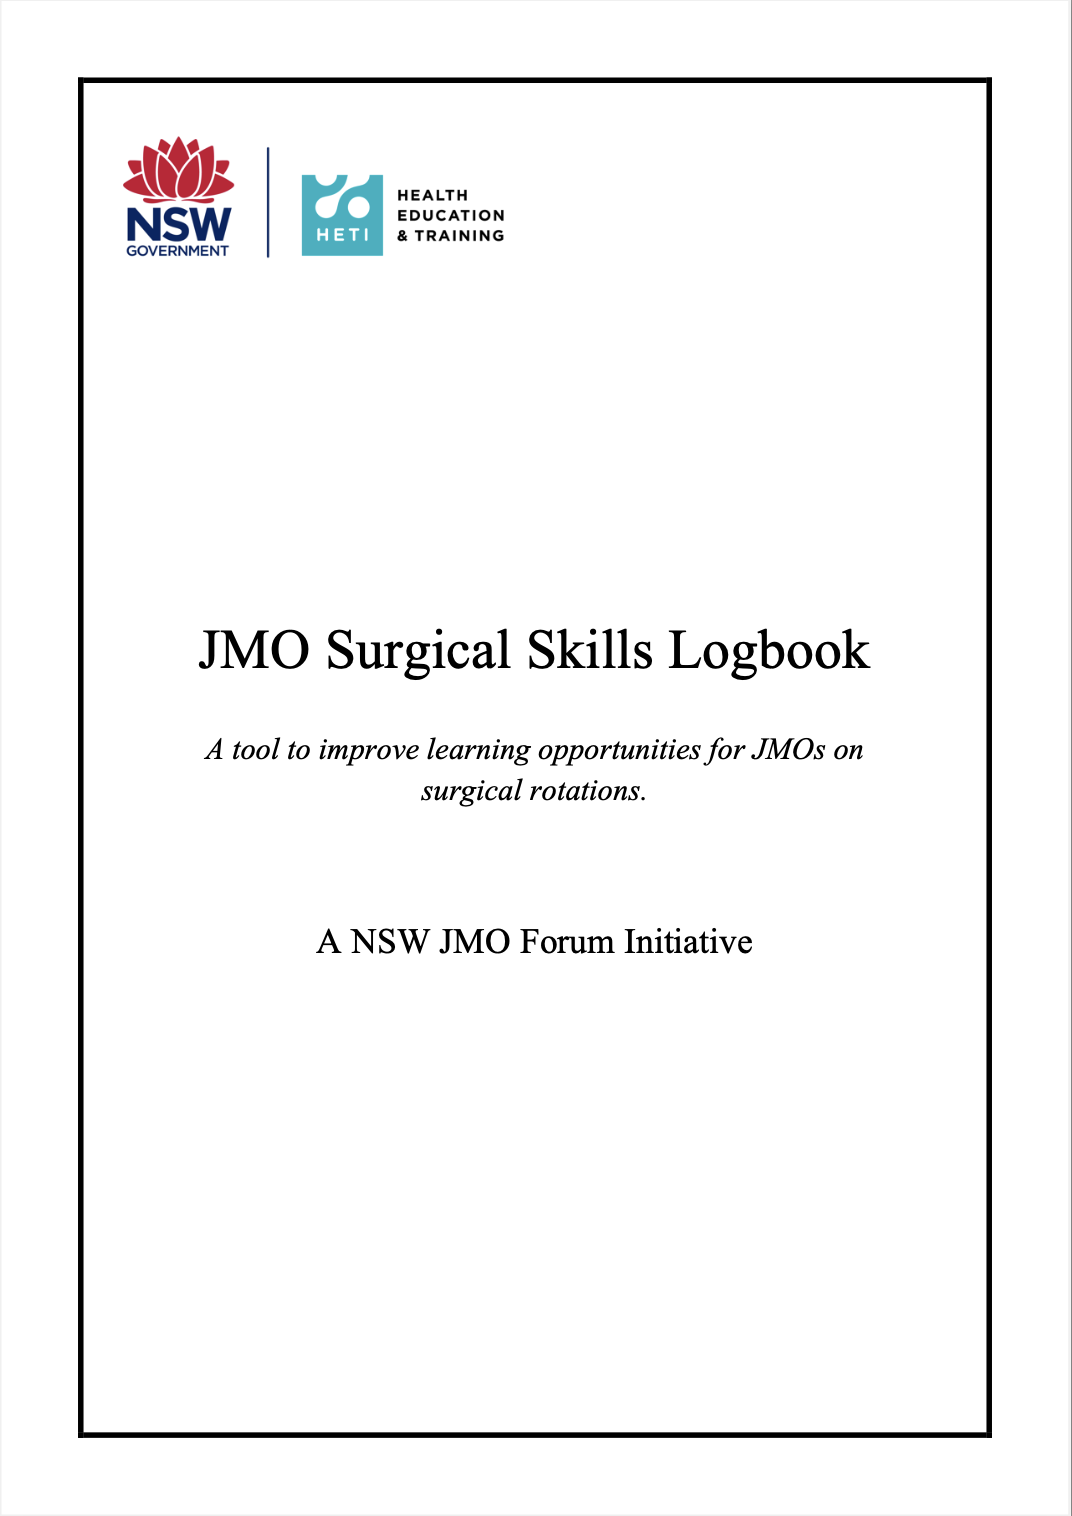 NSW
GOVERNMENT
HETI
HEALTH
EDUCATION
& TRAINING
JMO Surgical Skills Logbook
A tool to improve learning opportunities for JMOs on
surgical rotations.
A NSW JMO Forum Initiative